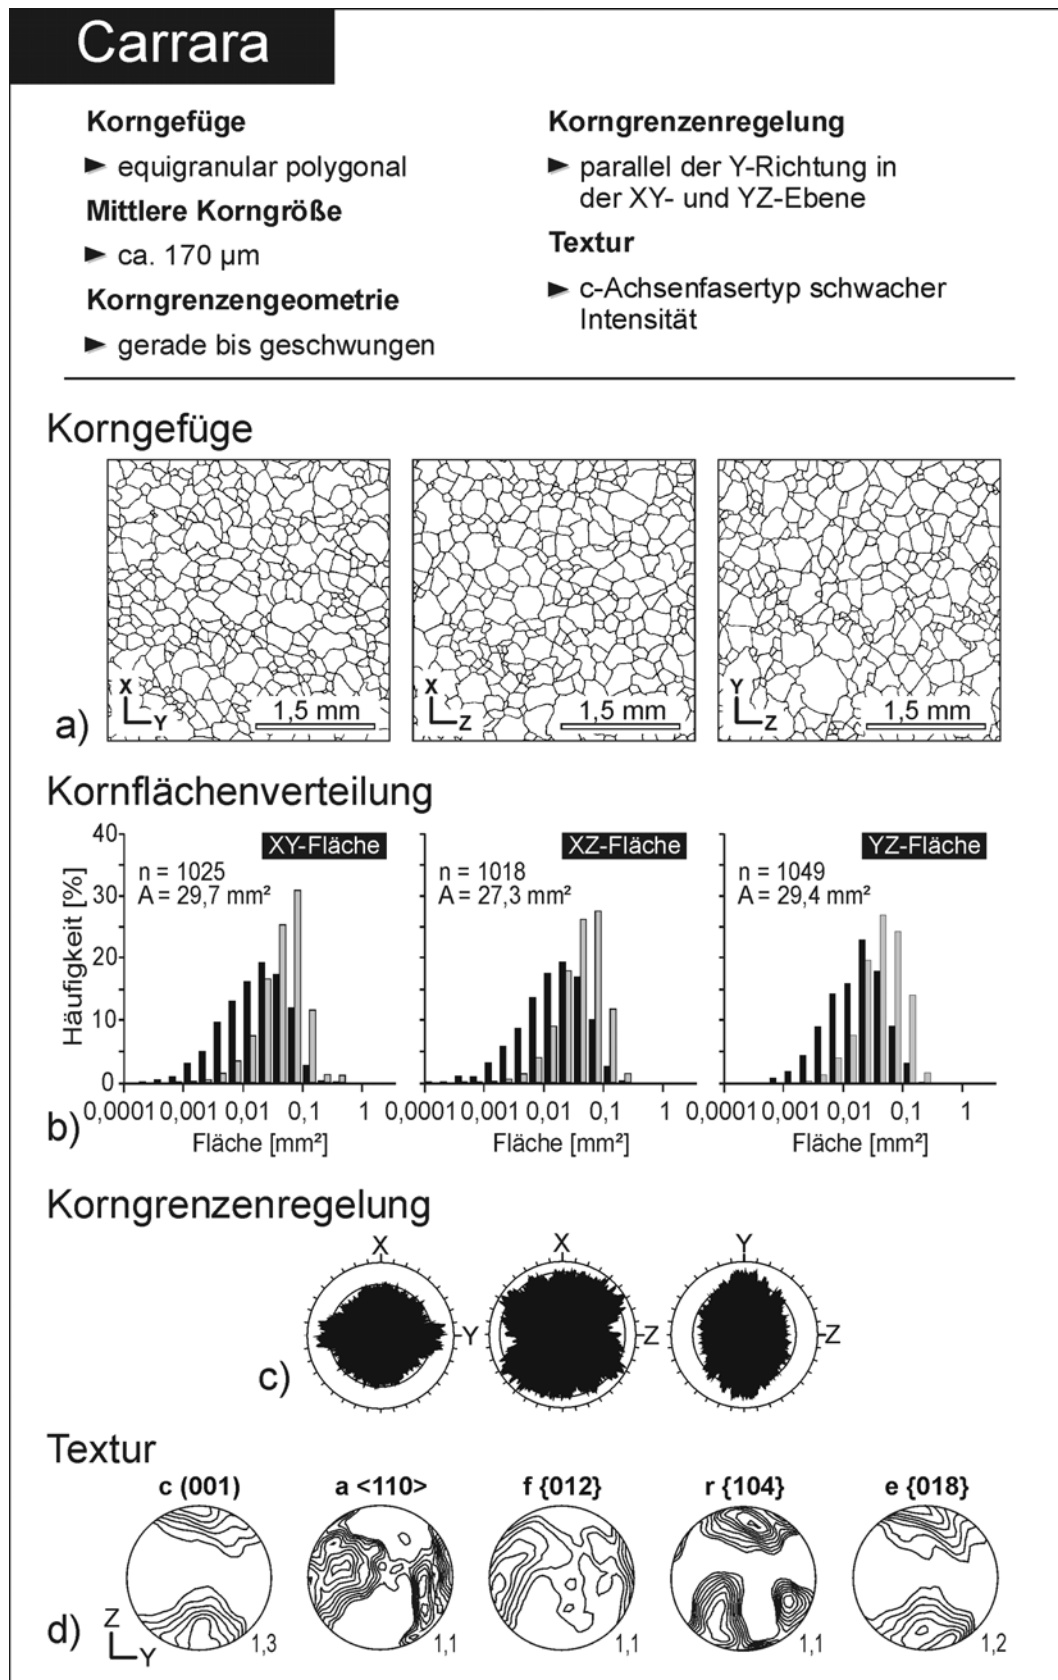 Carrara
Korngefüge
► equigranular polygonal
Mittlere Korngröße
► ca. 170 µm
Korngrenzengeometrie
► gerade bis geschwungen
Korngrenzenregelung
► parallel der Y-Richtung in
der XY- und YZ-Ebene
Textur
► c-Achsenfasertyp schwacher
Intensität
Korngefüge
a)
X
Y
1,5 mm
X
Z
1,5 mm
Y
Z
1,5 mm
Kornflächenverteilung
b)
Häufigkeit [%]
40
30
20
10
0
XY-Fläche
n = 1025
A = 29,7 mm²
0,0001 0,001 0,01 0,1 1
Fläche [mm²]
XZ-Fläche
n = 1018
A = 27,3 mm²
0,0001 0,001 0,01 0,1 1
Fläche [mm²]
YZ-Fläche
n = 1049
A = 29,4 mm²
0,0001 0,001 0,01 0,1 1
Fläche [mm²]
Korngrenzenregelung
c)
X
Y
X
Z
Y
Z
Textur
c (001) a <110> f {012} r {104} e {018}
d)
Z
Y
1,3 1,1 1,1 1,1 1,2